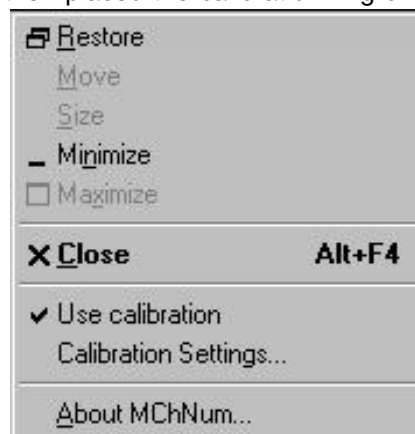 Restore
Move
Size
Minimize
Maximize
Close Alt+F4
Use calibration
Calibration Settings...
About MChNum...